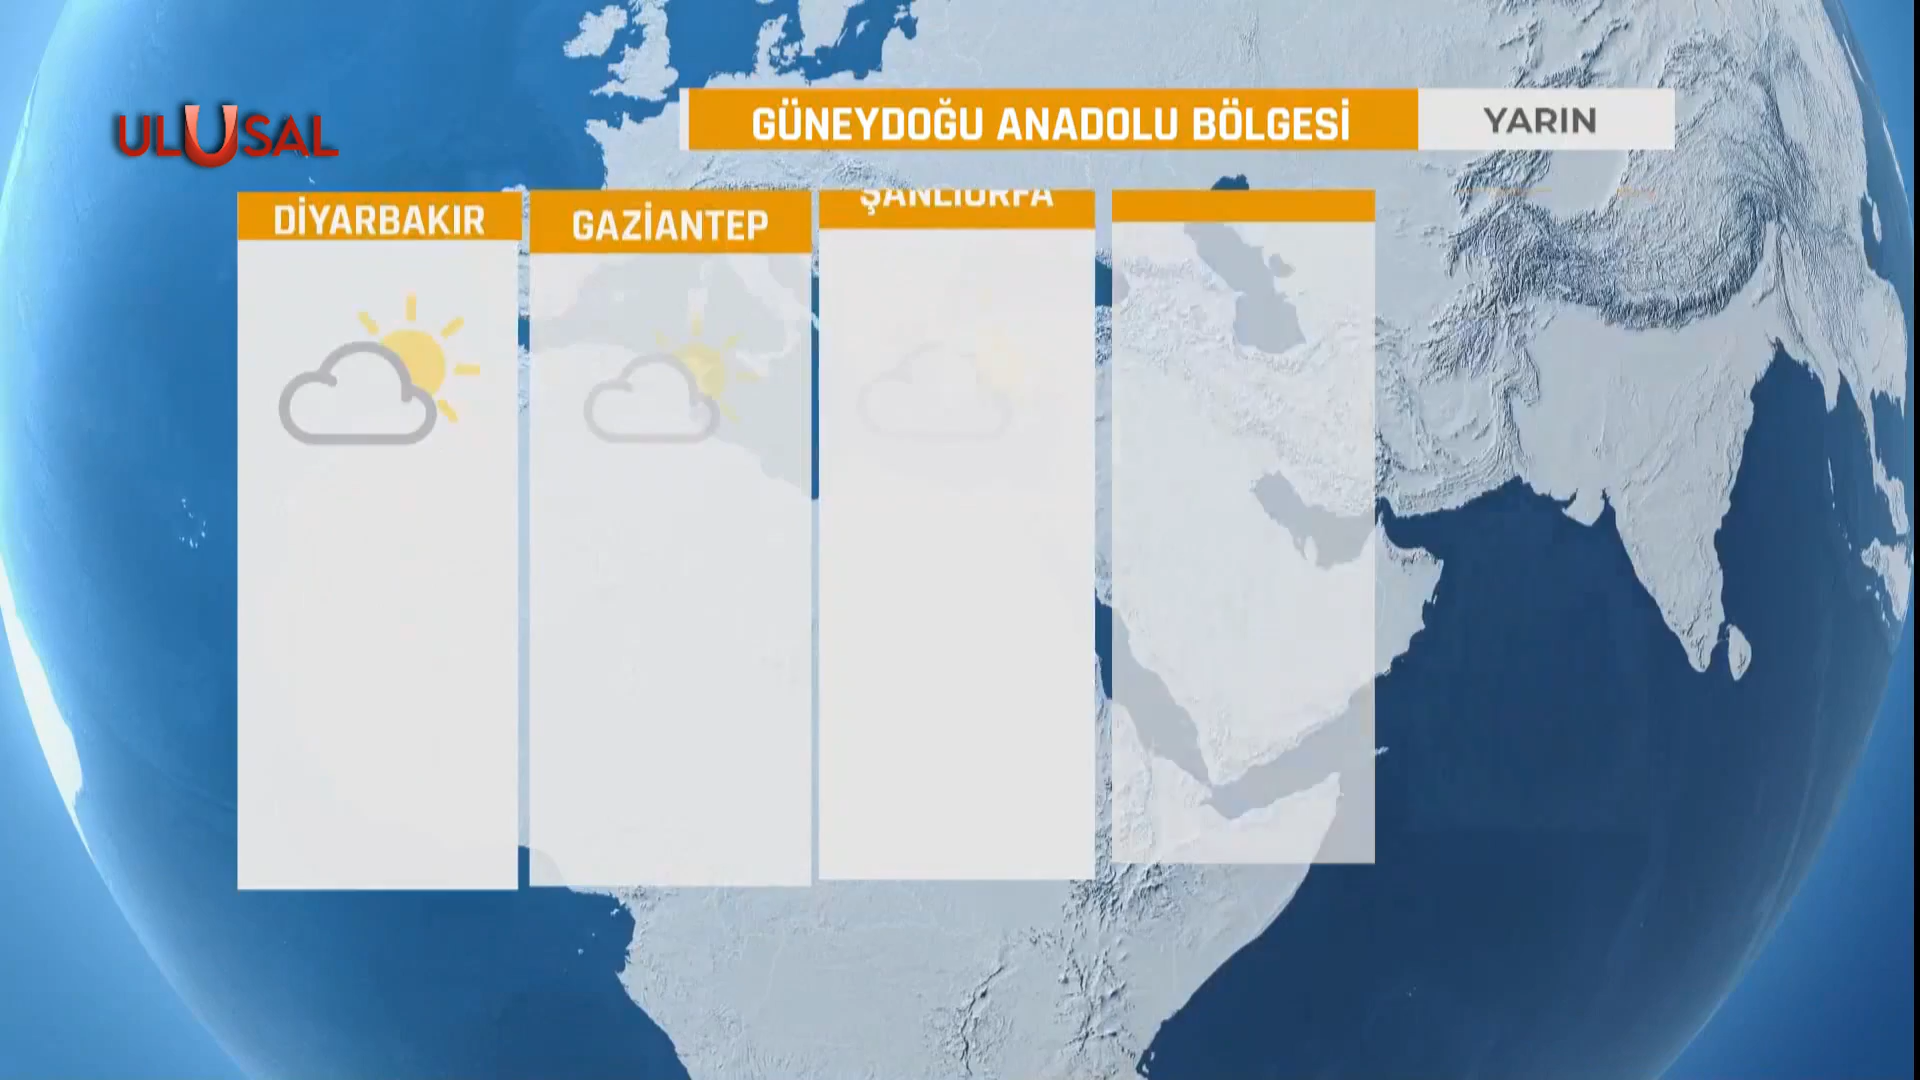 ULUSAL
GÜNEYDOĞU ANADOLU BÖLGESİ
YARIN
DİYARBAKIR
GAZİANTEP
ŞANLIURFA